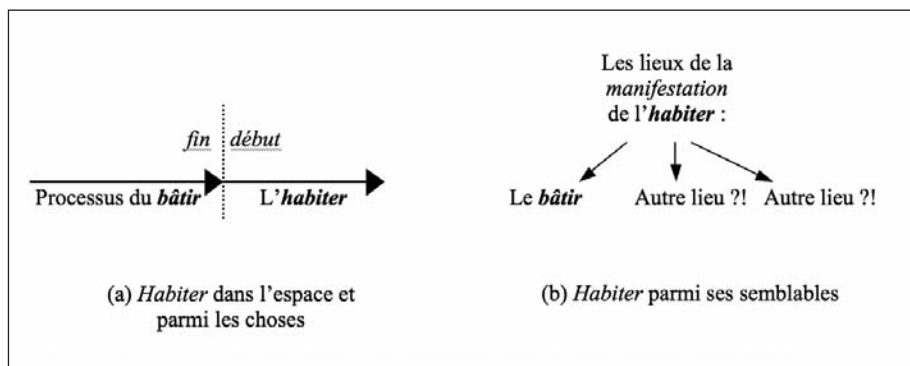 fin début
Processus du bâtir L'habiter
(a) Habiter dans l'espace et
parmi les choses
Les lieux de la
manifestation
de l'habiter :
Le bâtir Autre lieu ?! Autre lieu ?!
(b) Habiter parmi ses semblables